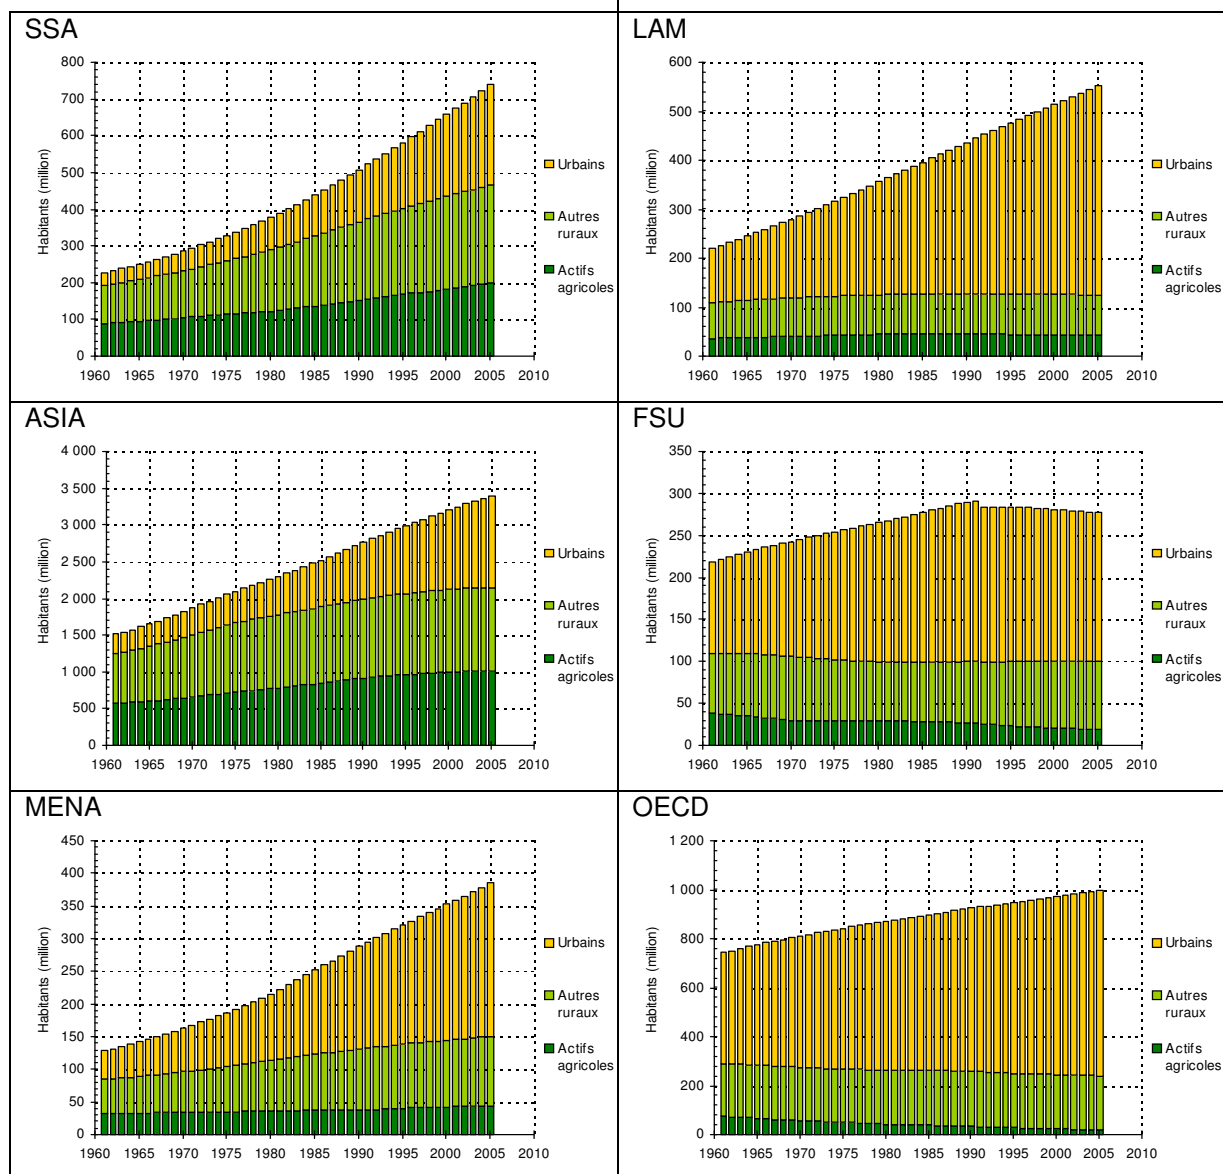 SSA
800
700
600
500
400
300
200
100
0
Habitants (million)
1960 1965 1970 1975 1980 1985 1990 1995 2000 2005 2010
Urbains
Autres
ruraux
Actifs
agricoles
LAM
600
500
400
300
200
100
0
Habitants (million)
1960 1965 1970 1975 1980 1985 1990 1995 2000 2005 2010
Urbains
Autres
ruraux
Actifs
agricoles
ASIA
4 000
3 500
3 000
2 500
2 000
1 500
1 000
500
0
Habitants (million)
1960 1965 1970 1975 1980 1985 1990 1995 2000 2005 2010
Urbains
Autres
ruraux
Actifs
agricoles
FSU
350
300
250
200
150
100
50
0
Habitants (million)
1960 1965 1970 1975 1980 1985 1990 1995 2000 2005 2010
Urbains
Autres
ruraux
Actifs
agricoles
MENA
450
400
350
300
250
200
150
100
50
0
Habitants (million)
1960 1965 1970 1975 1980 1985 1990 1995 2000 2005 2010
Urbains
Autres
ruraux
Actifs
agricoles
OECD
1 200
1 000
800
600
400
200
0
Habitants (million)
1960 1965 1970 1975 1980 1985 1990 1995 2000 2005 2010
Urbains
Autres
ruraux
Actifs
agricoles